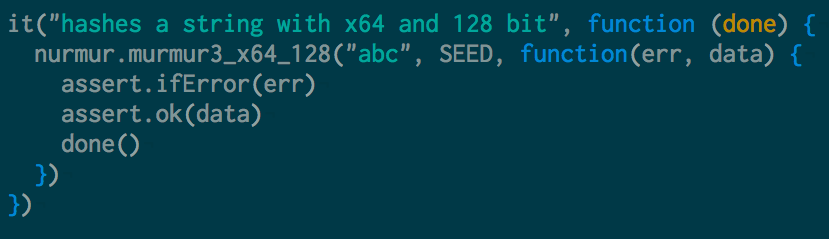 it("hashes a string with x64 and 128 bit", function (done) {
  nurmur.murmur3_x64_128("abc", SEED, function(err, data) {
    assert.ifError(err)
    assert.ok(data)
    done()
  })
})